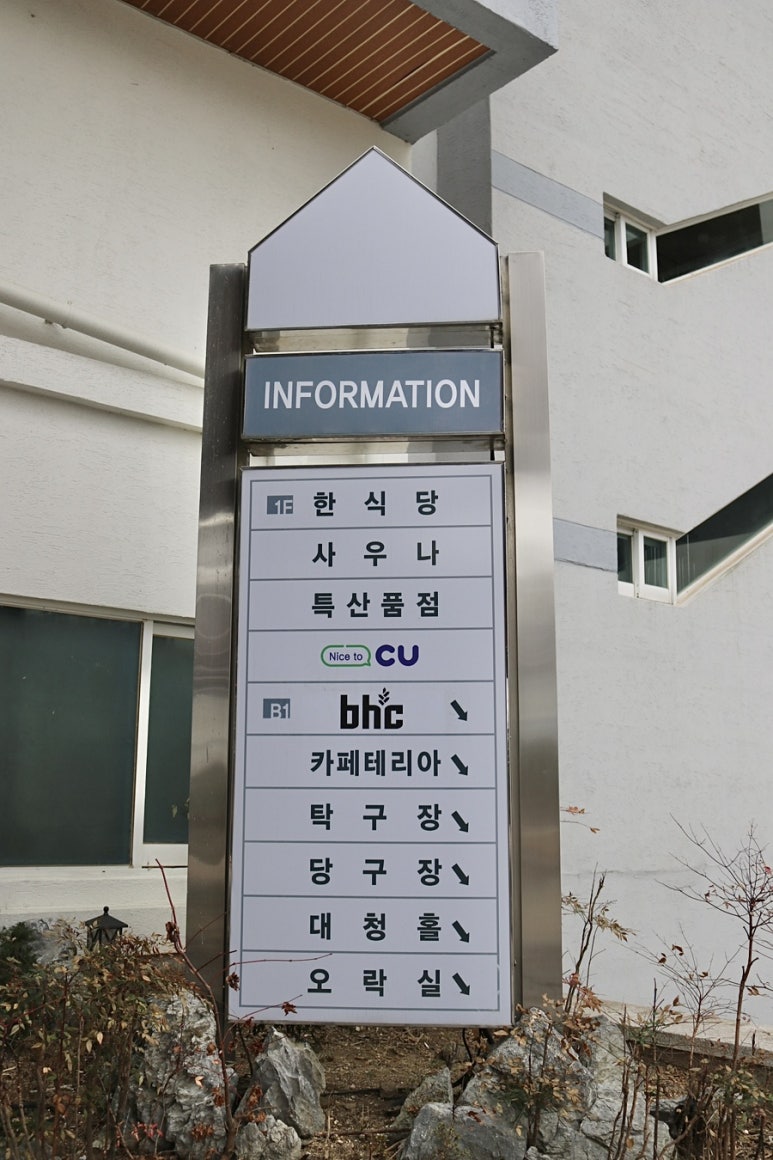 INFORMATION
1F 한식당
사우나
특산품점
Nice to CU
B1 bhc ↘
카페테리아 ↘
탁구장 ↘
당구장 ↘
대청홀 ↘
오락실 ↘